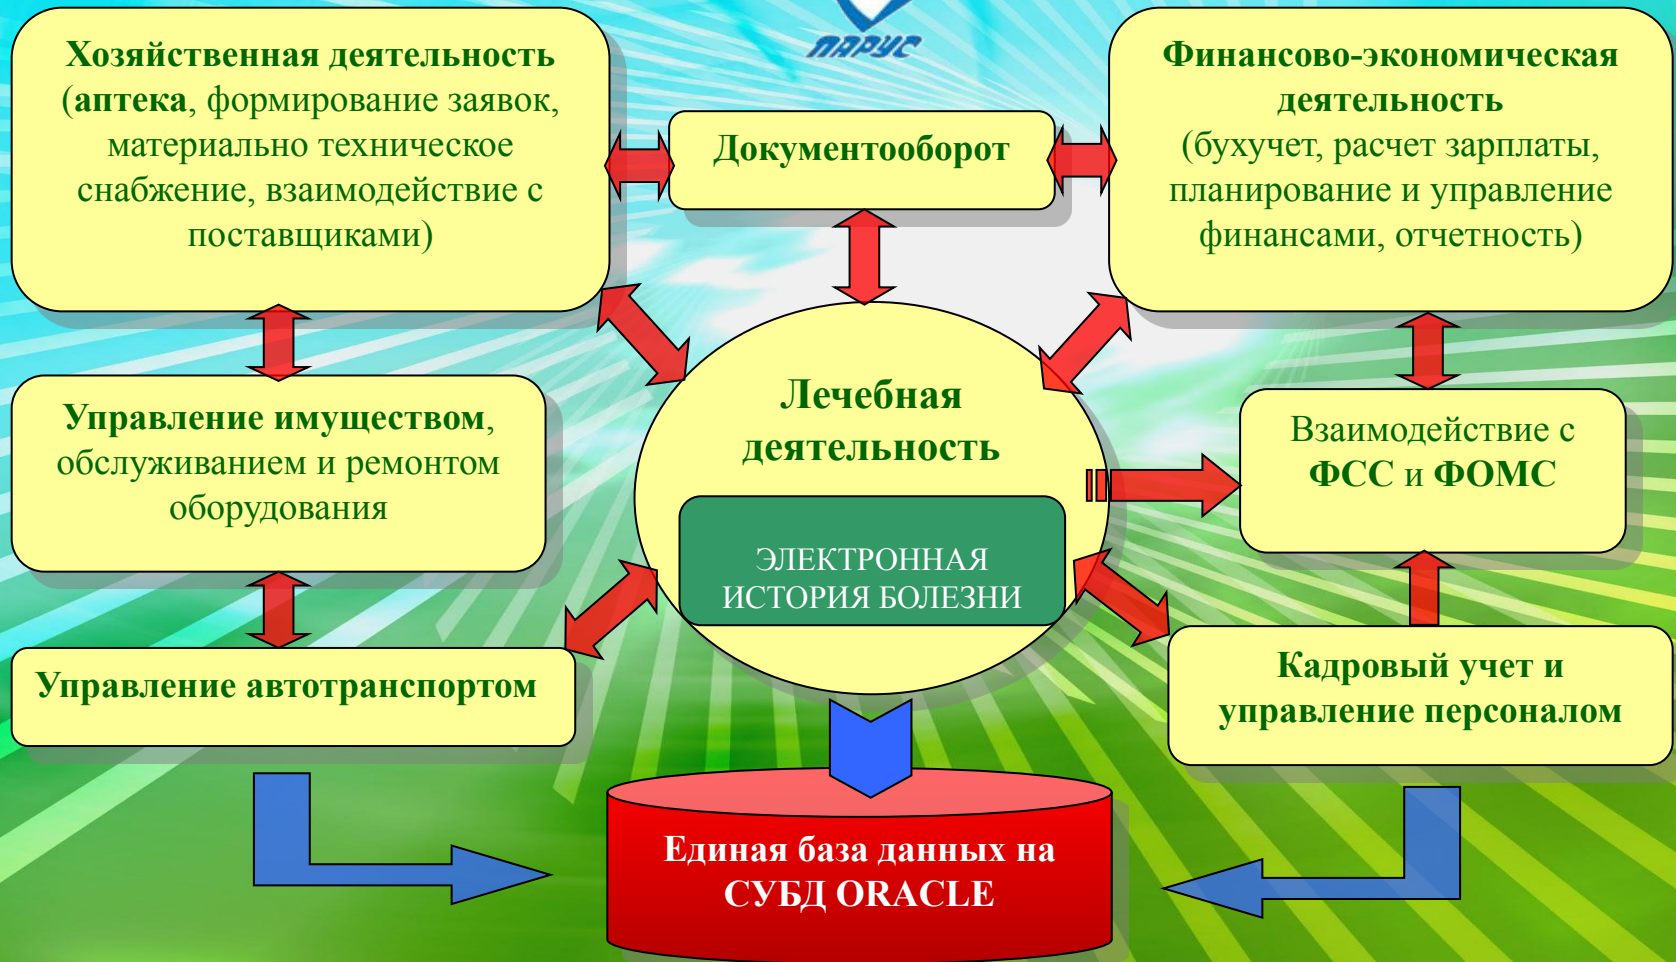 ПАРУС
Хозяйственная деятельность
(аптека, формирование заявок,
материально техническое
снабжение, взаимодействие с
поставщиками)
Документооборот
Финансово-экономическая
деятельность
(бухучет, расчет зарплаты,
планирование и управление
финансами, отчетность)
Управление имуществом,
обслуживанием и ремонтом
оборудования
Лечебная
деятельность
ЭЛЕКТРОННАЯ
ИСТОРИЯ БОЛЕЗНИ
Взаимодействие с
ФСС и ФОМС
Управление автотранспортом
Кадровый учет и
управление персоналом
Единая база данных на
СУБД ORACLE